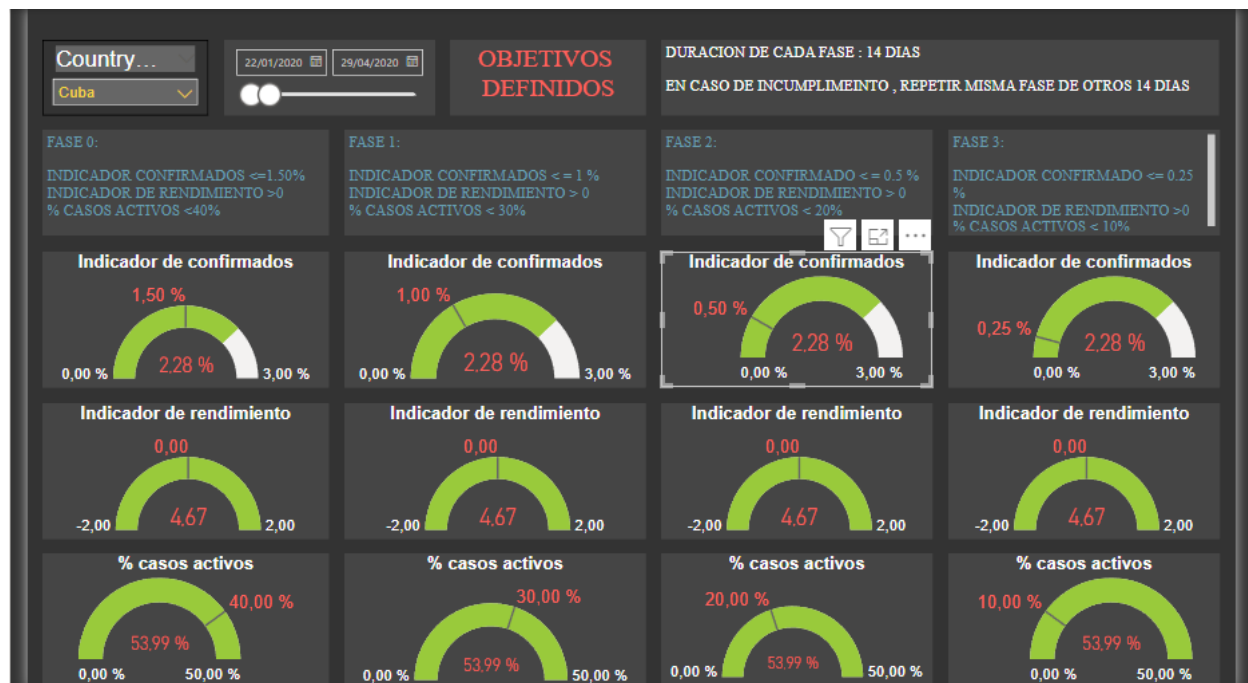 Country...
Cuba
22/01/2020
29/04/2020
OBJETIVOS
DEFINIDOS
DURACION DE CADA FASE : 14 DIAS
EN CASO DE INCUMPLIMEINTO , REPETIR MISMA FASE DE OTROS 14 DIAS
FASE 0:
INDICADOR CONFIRMADOS <=1.50%
INDICADOR DE RENDIMIENTO >0
% CASOS ACTIVOS <40%
FASE 1:
INDICADOR CONFIRMADOS < = 1 %
INDICADOR DE RENDIMIENTO > 0
% CASOS ACTIVOS < 30%
FASE 2:
INDICADOR CONFIRMADO < = 0.5 %
INDICADOR DE RENDIMIENTO > 0
% CASOS ACTIVOS < 20%
FASE 3:
INDICADOR CONFIRMADO <= 0.25
%
INDICADOR DE RENDIMIENTO >0
% CASOS ACTIVOS < 10%
Indicador de confirmados
1,50 %
2,28 %
0,00 %
3,00 %
Indicador de confirmados
1,00 %
2,28 %
0,00 %
3,00 %
Indicador de confirmados
0,50 %
2,28 %
0,00 %
3,00 %
Indicador de confirmados
0,25 %
2,28 %
0,00 %
3,00 %
Indicador de rendimiento
0,00
4,67
-2,00
2,00
Indicador de rendimiento
0,00
4,67
-2,00
2,00
Indicador de rendimiento
0,00
4,67
-2,00
2,00
Indicador de rendimiento
0,00
4,67
-2,00
2,00
% casos activos
40,00 %
53,99 %
0,00 %
50,00 %
% casos activos
30,00 %
53,99 %
0,00 %
50,00 %
% casos activos
20,00 %
53,99 %
0,00 %
50,00 %
% casos activos
10,00 %
53,99 %
0,00 %
50,00 %